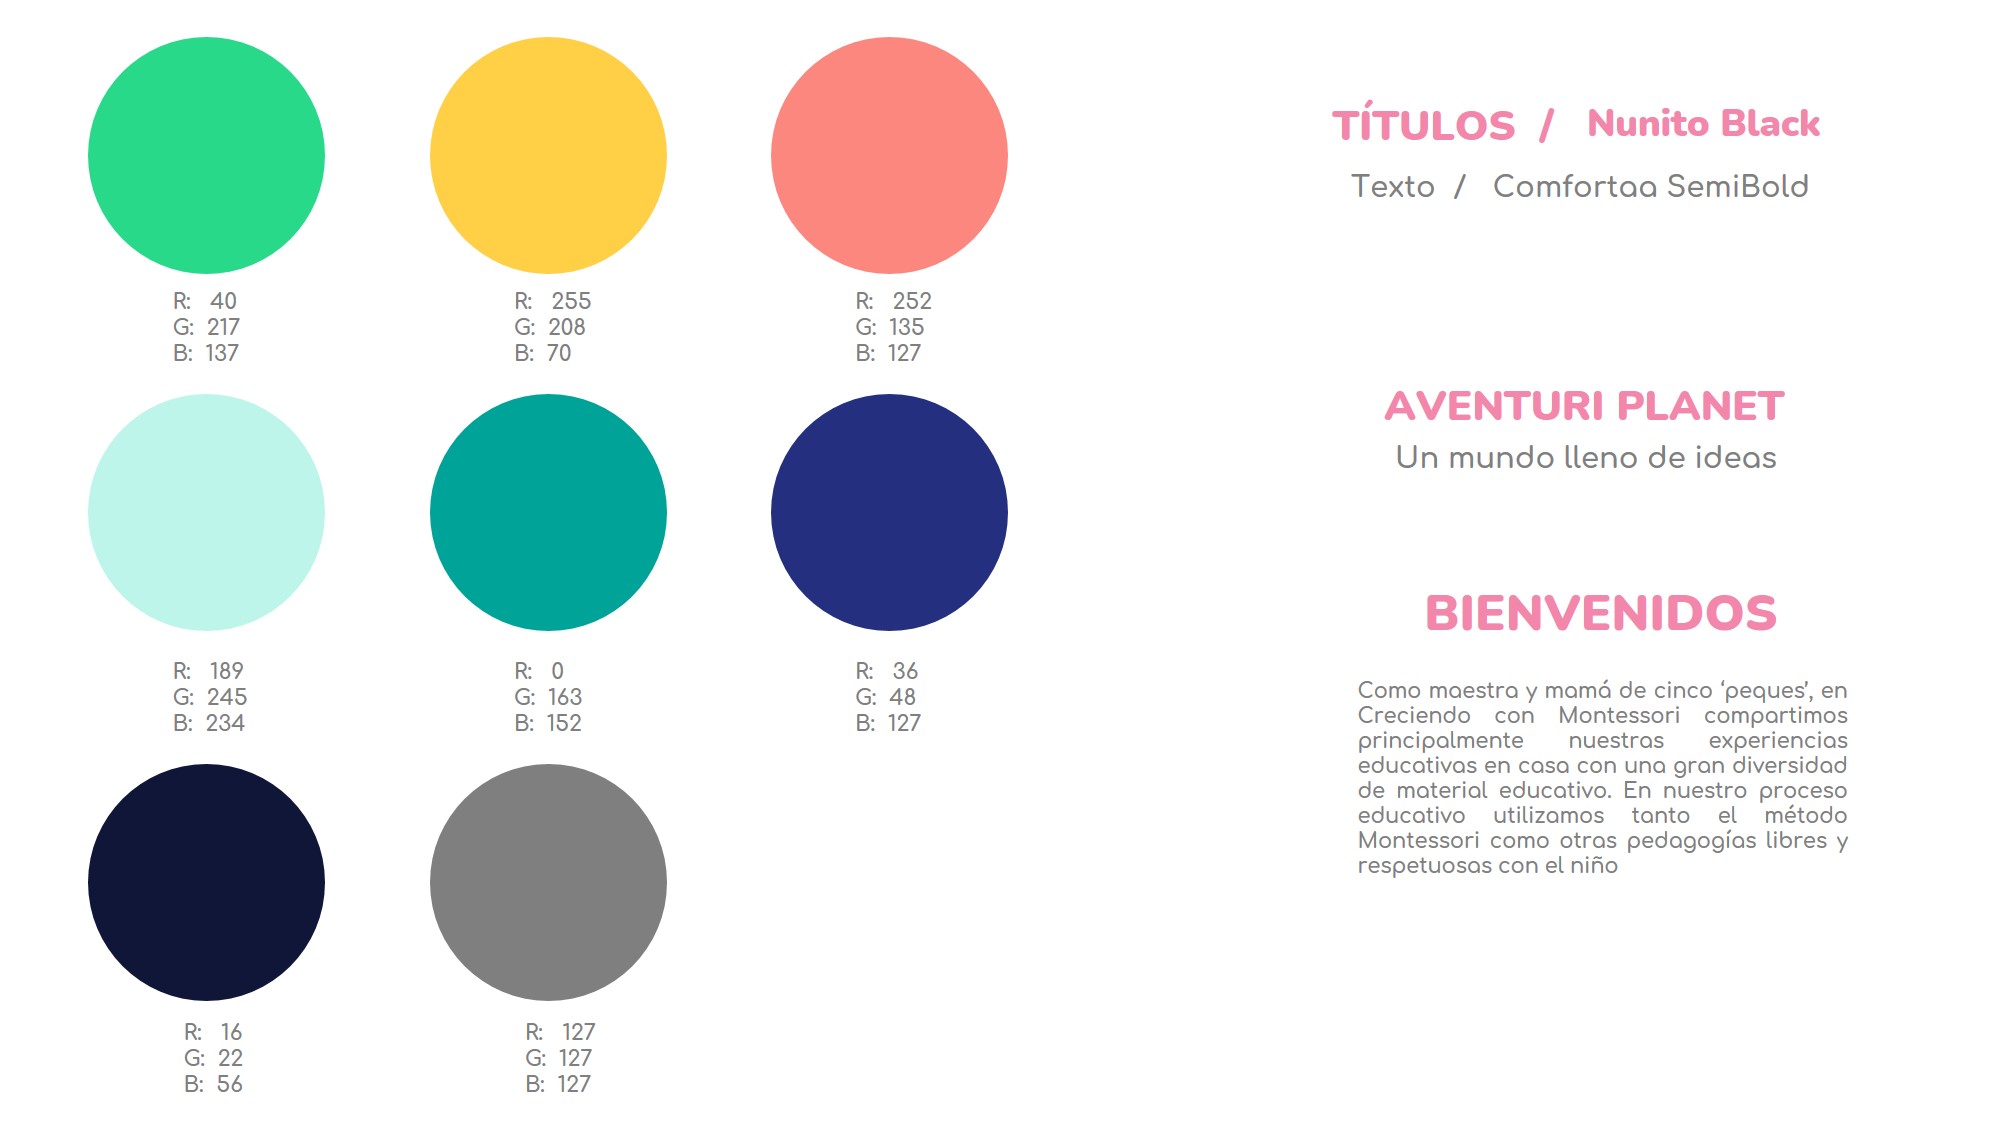 R: 40
G: 217
B: 137
R: 255
G: 208
B: 70
R: 252
G: 135
B: 127
R: 189
G: 245
B: 234
R: 0
G: 163
B: 152
R: 36
G: 48
B: 127
R: 16
G: 22
B: 56
R: 127
G: 127
B: 127
TÍTULOS / Nunito Black
Texto / Comfortaa SemiBold
AVENTURI PLANET
Un mundo lleno de ideas
BIENVENIDOS
Como maestra y mamá de cinco ‘peques’, en
Creciendo con Montessori compartimos
principalmente nuestras experiencias
educativas en casa con una gran diversidad
de material educativo. En nuestro proceso
educativo utilizamos tanto el método
Montessori como otras pedagogías libres y
respetuosas con el niño